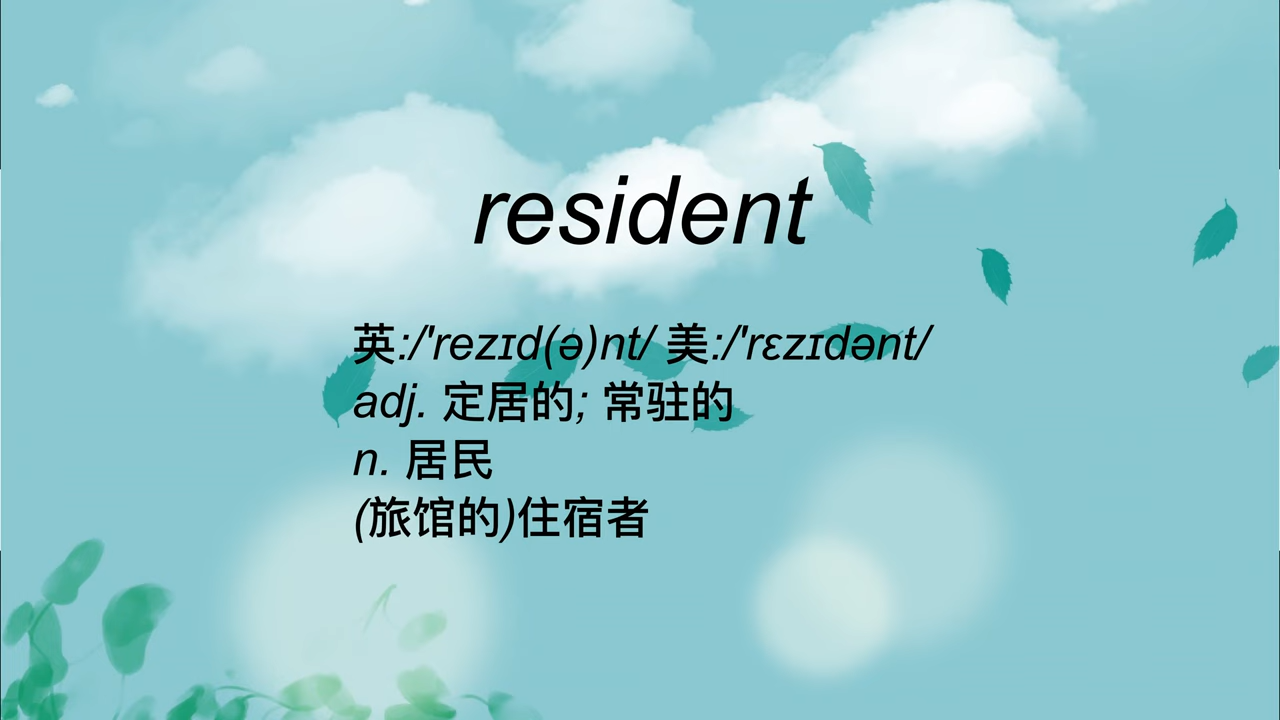 resident
英:/'rezɪd(ə)nt/ 美:/'rɛzɪdənt/
adj. 定居的; 常驻的
n. 居民
(旅馆的)住宿者